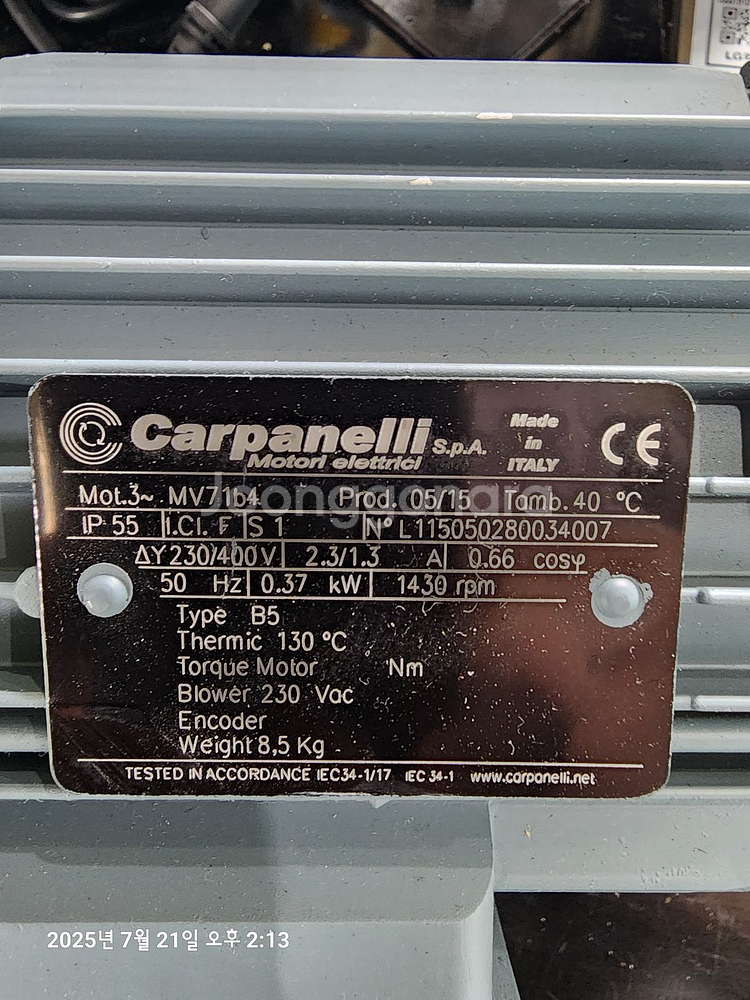 Carpanelli S.p.A.
Motori elettrici
Made
in
ITALY
CE
Mot.3~ MV71b4 Prod. 05/15 Tamb. 40 °C
IP 55 I.Cl. F S 1 N° L115050280034007
ΔY 230/400 V 2.3/1.3 A 0.66 cosφ
50 Hz 0.37 kW 1430 rpm
Type B5
Thermic 130 °C
Torque Motor Nm
Blower 230 Vac
Encoder
Weight 8,5 Kg
TESTED IN ACCORDANCE IEC34-1/17 IEC 34-1 www.carpanelli.net
Joonggonara
2025년 7월 21일 오후 2:13